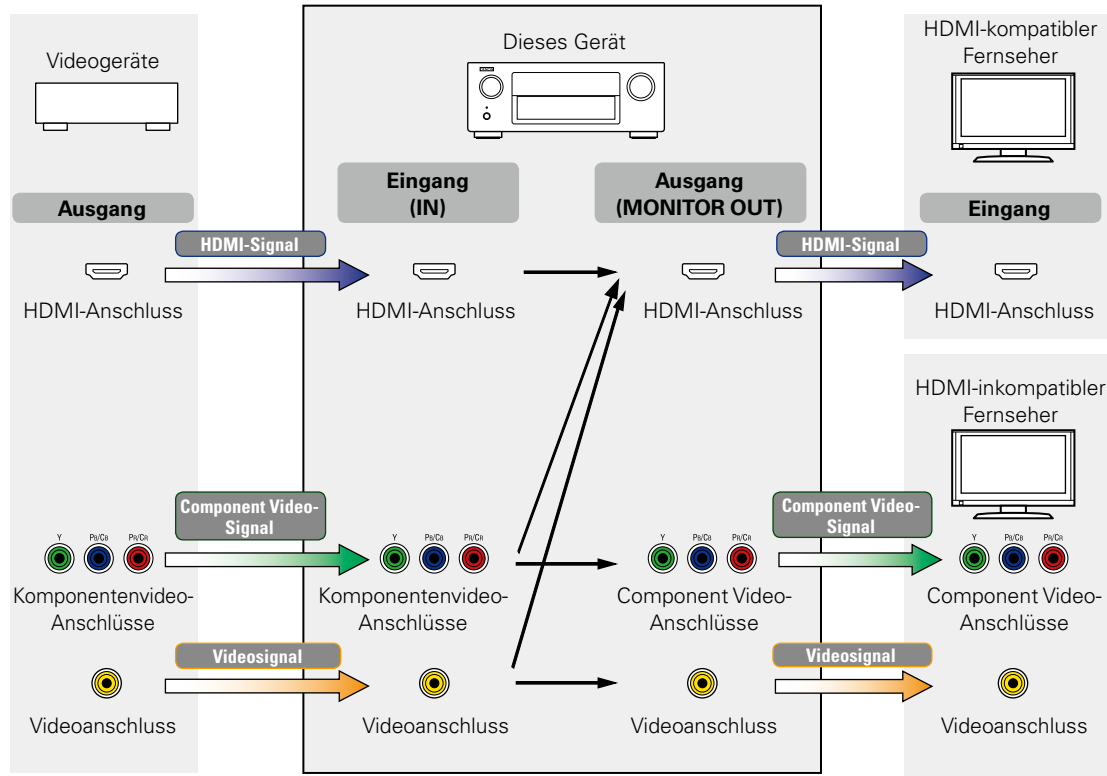 Videogeräte
Dieses Gerät
HDMI-kompatibler
Fernseher
Ausgang
Eingang
(IN)
Ausgang
(MONITOR OUT)
Eingang
HDMI-Signal
HDMI-Signal
HDMI-Anschluss
HDMI-Anschluss
HDMI-Anschluss
HDMI-Anschluss
HDMI-inkompatibler
Fernseher
Component Video-
Signal
Component Video-
Signal
Y PB/CB PR/CR
Y PB/CB PR/CR
Y PB/CB PR/CR
Y PB/CB PR/CR
Komponentenvideo-
Anschlüsse
Komponentenvideo-
Anschlüsse
Component Video-
Anschlüsse
Component Video-
Anschlüsse
Videosignal
Videosignal
Videoanschluss
Videoanschluss
Videoanschluss
Videoanschluss